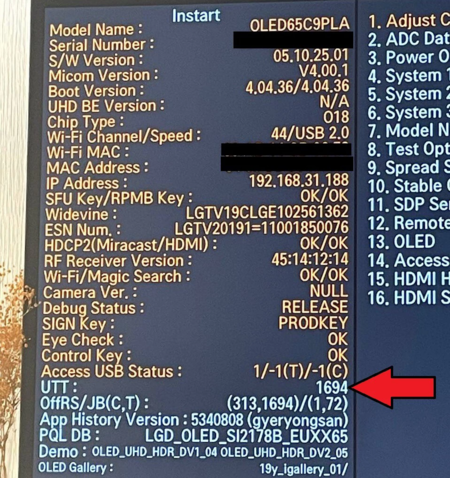 Instart
Model Name : OLED65C9PLA
Serial Number :
S/W Version : 05.10.25.01
Micom Version : V4.00.1
Boot Version : 4.04.36/4.04.36
UHD BE Version : N/A
Chip Type : O18
Wi-Fi Channel/Speed : 44/USB 2.0
Wi-Fi MAC :
MAC Address :
IP Address : 192.168.31.188
SFU Key/RPMB Key : OK/OK
Widevine : LGTV19CLGE102561362
ESN Num. : LGTV20191=11001850076
HDCP2(Miracast/HDMI) : OK/OK
RF Receiver Version : 45:14:12:14
Wi-Fi/Magic Search : OK/OK
Camera Ver. : NULL
Debug Status : RELEASE
SIGN Key : PRODKEY
Eye Check : OK
Control Key : OK
Access USB Status : 1/-1(T)/-1(C)
UTT : 1694
OffRS/JB(C,T) : (313,1694)/(1,72)
App History Version : 5340808 (gyeryongsan)
PQL DB : LGD_OLED_SI2178B_EUXX65
Demo : OLED_UHD_HDR_DV1_04 OLED_UHD_HDR_DV2_05
OLED Gallery : 19y_igallery_01/
1. Adjust C
2. ADC Dat
3. Power O
4. System 1
5. System 2
6. System 3
7. Model N
8. Test Opt
9. Spread S
10. Stable C
11. SDP Ser
12. Remote
13. OLED
14. Access
15. HDMI H
16. HDMI S